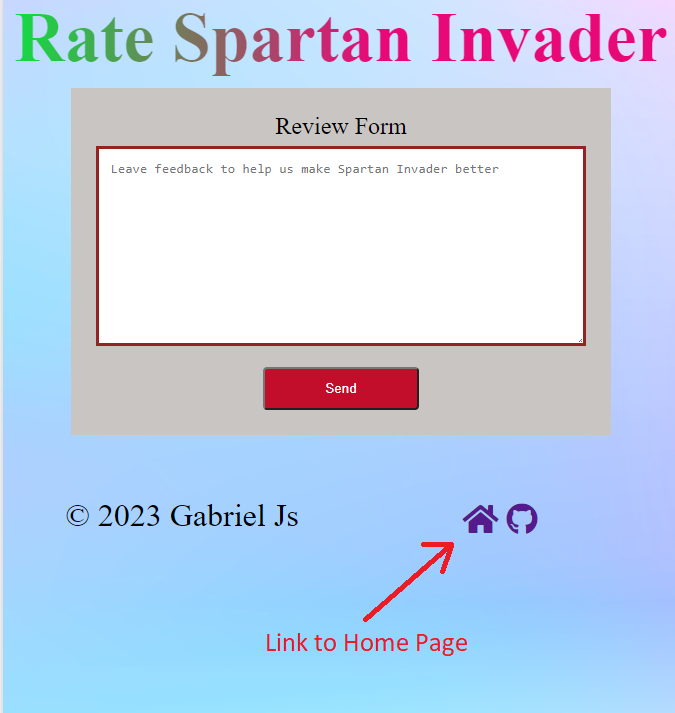 Rate Spartan Invader
Review Form
Leave feedback to help us make Spartan Invader better
Send
© 2023 Gabriel Js
Link to Home Page